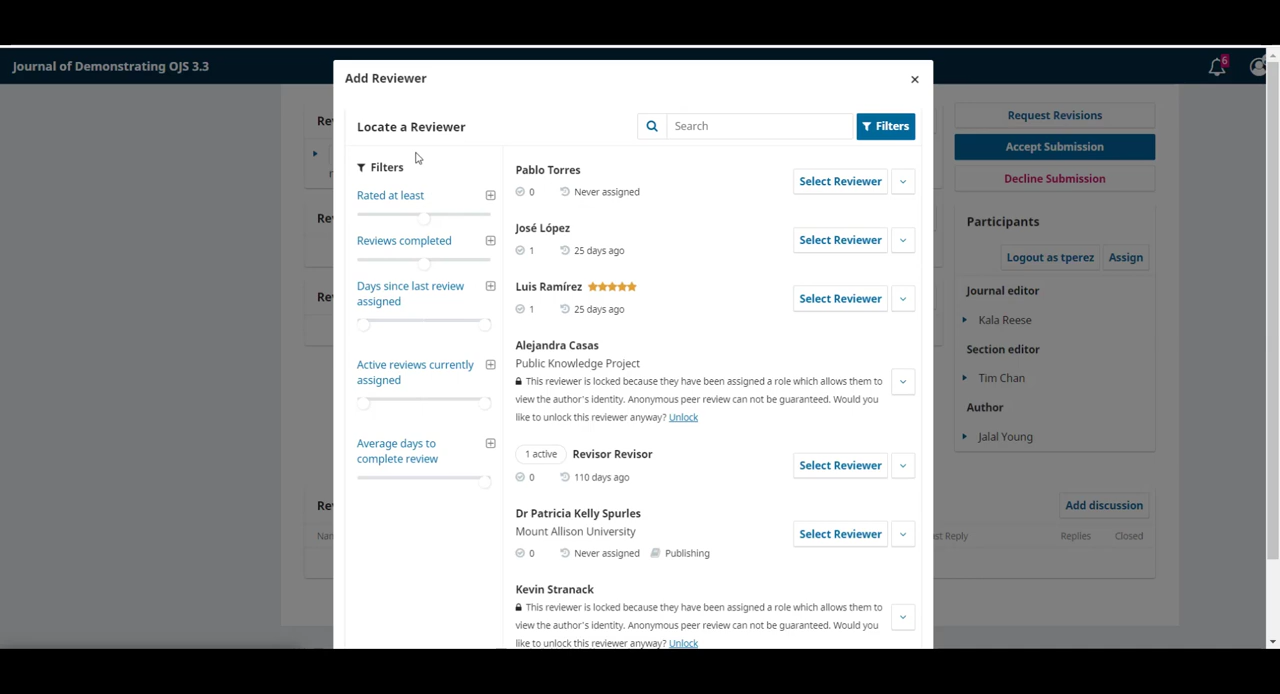 Journal of Demonstrating OJS 3.3
6
Add Reviewer
×
Locate a Reviewer
Search
Filters
Filters
Rated at least
Reviews completed
Days since last review
assigned
Active reviews currently
assigned
Average days to
complete review
Pablo Torres
0 Never assigned
Select Reviewer
José López
1 25 days ago
Select Reviewer
Luis Ramírez
1 25 days ago
Select Reviewer
Alejandra Casas
Public Knowledge Project
This reviewer is locked because they have been assigned a role which allows them to
view the author's identity. Anonymous peer review can not be guaranteed. Would you
like to unlock this reviewer anyway? Unlock
1 active Revisor Revisor
0 110 days ago
Select Reviewer
Dr Patricia Kelly Spurles
Mount Allison University
0 Never assigned Publishing
Select Reviewer
Kevin Stranack
This reviewer is locked because they have been assigned a role which allows them to
view the author's identity. Anonymous peer review can not be guaranteed. Would you
like to unlock this reviewer anyway? Unlock
Request Revisions
Accept Submission
Decline Submission
Participants
Logout as tperez Assign
Journal editor
Kala Reese
Section editor
Tim Chan
Author
Jalal Young
Add discussion
Reply Replies Closed